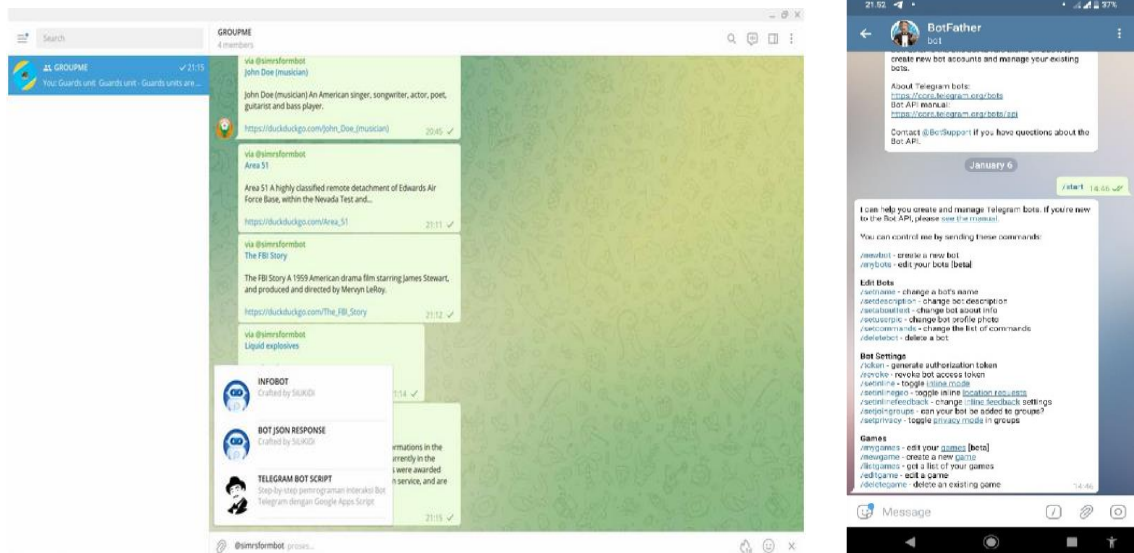 Search
GROUPME
✓ 21:15
You: Guards unit Guards unit - Guards units are ...
GROUPME
4 members
via @simrsformbot
John Doe (musician)
John Doe (musician) An American singer, songwriter, actor, poet,
guitarist and bass player.
https://duckduckgo.com/John_Doe_(musician)
20:45 ✓
via @simrsformbot
Area 51
Area 51 A highly classified remote detachment of Edwards Air
Force Base, within the Nevada Test and...
https://duckduckgo.com/Area_51
21:11 ✓
via @simrsformbot
The FBI Story
The FBI Story A 1959 American drama film starring James Stewart,
and produced and directed by Mervyn LeRoy.
https://duckduckgo.com/The_FBI_Story
21:12 ✓
via @simrsformbot
Liquid explosives
1:14 ✓
INFOBOT
Crafted by SiUKiDi
BOT JSON RESPONSE
Crafted by SiUKiDi
TELEGRAM BOT SCRIPT
Step-by-step pemrograman interaksi Bot
Telegram dengan Google Apps Script
ormations in the
urrently in the
s were awarded
n service, and are
21:15 ✓
@simrsformbot proses...
21.52
37%
BotFather
bot
create new bot accounts and manage your existing
bots.
About Telegram bots:
https://core.telegram.org/bots
Bot API manual:
https://core.telegram.org/bots/api
Contact @BotSupport if you have questions about the
Bot API.
January 6
/start 14:46
I can help you create and manage Telegram bots. If you're new
to the Bot API, please see the manual.
You can control me by sending these commands:
/newbot - create a new bot
/mybots - edit your bots [beta]
Edit Bots
/setname - change a bot's name
/setdescription - change bot description
/setabouttext - change bot about info
/setuserpic - change bot profile photo
/setcommands - change the list of commands
/deletebot - delete a bot
Bot Settings
/token - generate authorization token
/revoke - revoke bot access token
/setinline - toggle inline mode
/setinlinegeo - toggle inline location requests
/setinlinefeedback - change inline feedback settings
/setjoingroups - can your bot be added to groups?
/setprivacy - toggle privacy mode in groups
Games
/mygames - edit your games [beta]
/newgame - create a new game
/listgames - get a list of your games
/editgame - edit a game
/deletegame - delete an existing game
14:46
Message